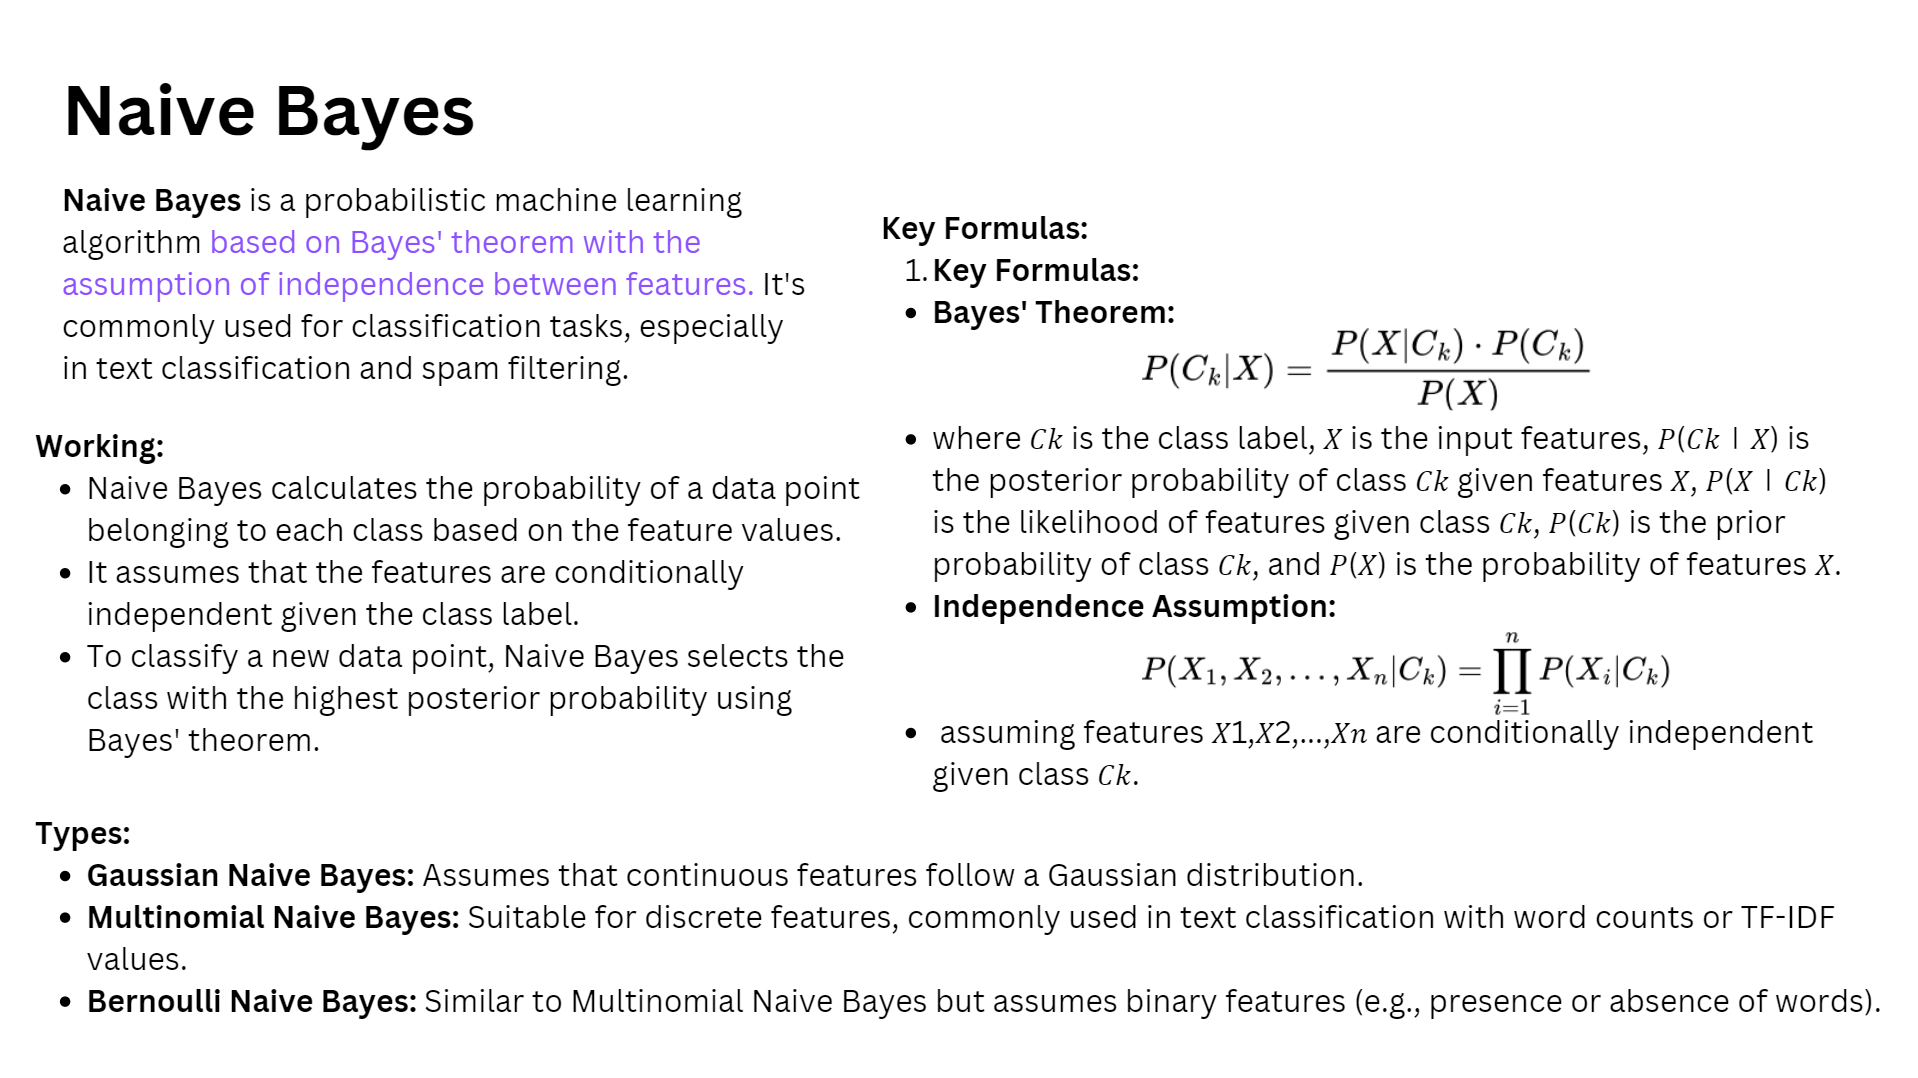 Naive Bayes
Naive Bayes is a probabilistic machine learning
algorithm based on Bayes' theorem with the
assumption of independence between features. It's
commonly used for classification tasks, especially
in text classification and spam filtering.
Working:
• Naive Bayes calculates the probability of a data point
belonging to each class based on the feature values.
• It assumes that the features are conditionally
independent given the class label.
• To classify a new data point, Naive Bayes selects the
class with the highest posterior probability using
Bayes' theorem.
Key Formulas:
1. Key Formulas:
• Bayes' Theorem:
P(C_k|X) = \frac{P(X|C_k) · P(C_k)}{P(X)}
• where 𝐶𝑘 is the class label, 𝑋 is the input features, 𝑃(𝐶𝑘 ∣ 𝑋) is
the posterior probability of class 𝐶𝑘 given features 𝑋, 𝑃(𝑋 ∣ 𝐶𝑘)
is the likelihood of features given class 𝐶𝑘, 𝑃(𝐶𝑘) is the prior
probability of class 𝐶𝑘, and 𝑃(𝑋) is the probability of features 𝑋.
• Independence Assumption:
P(X_1, X_2, ..., X_n|C_k) = \prod_{i=1}^{n} P(X_i|C_k)
• assuming features 𝑋1,𝑋2,...,𝑋𝑛 are conditionally independent
given class 𝐶𝑘.
Types:
• Gaussian Naive Bayes: Assumes that continuous features follow a Gaussian distribution.
• Multinomial Naive Bayes: Suitable for discrete features, commonly used in text classification with word counts or TF-IDF
values.
• Bernoulli Naive Bayes: Similar to Multinomial Naive Bayes but assumes binary features (e.g., presence or absence of words).